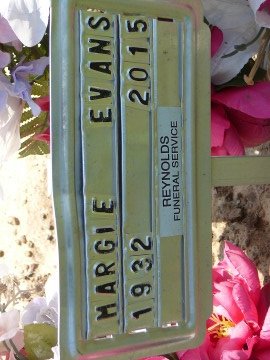 MARGIE EVANS
1932 2015
REYNOLDS
FUNERAL SERVICE